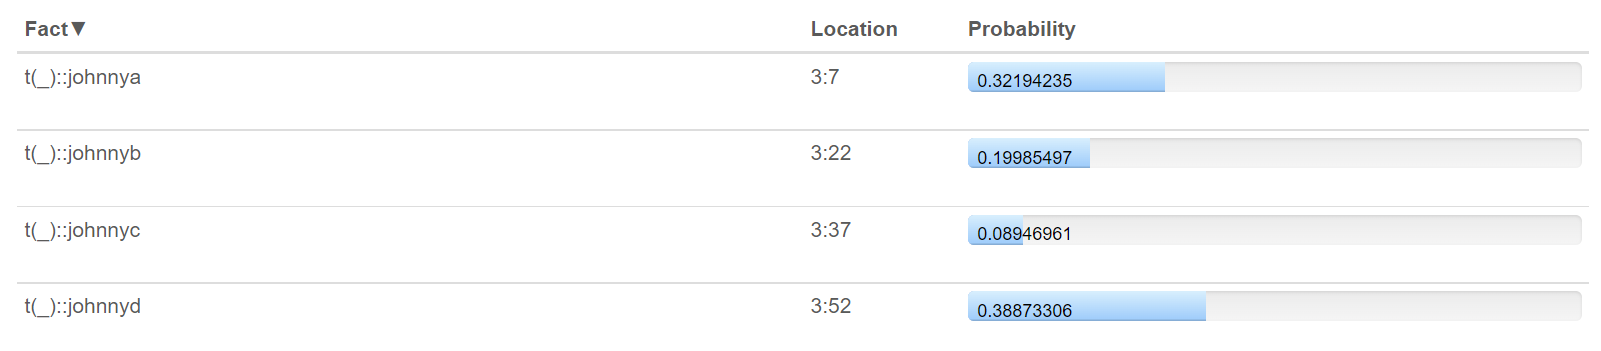 Fact▼ Location Probability
t(_)::johnnya 3:7 0.32194235
t(_)::johnnyb 3:22 0.19985497
t(_)::johnnyc 3:37 0.08946961
t(_)::johnnyd 3:52 0.38873306